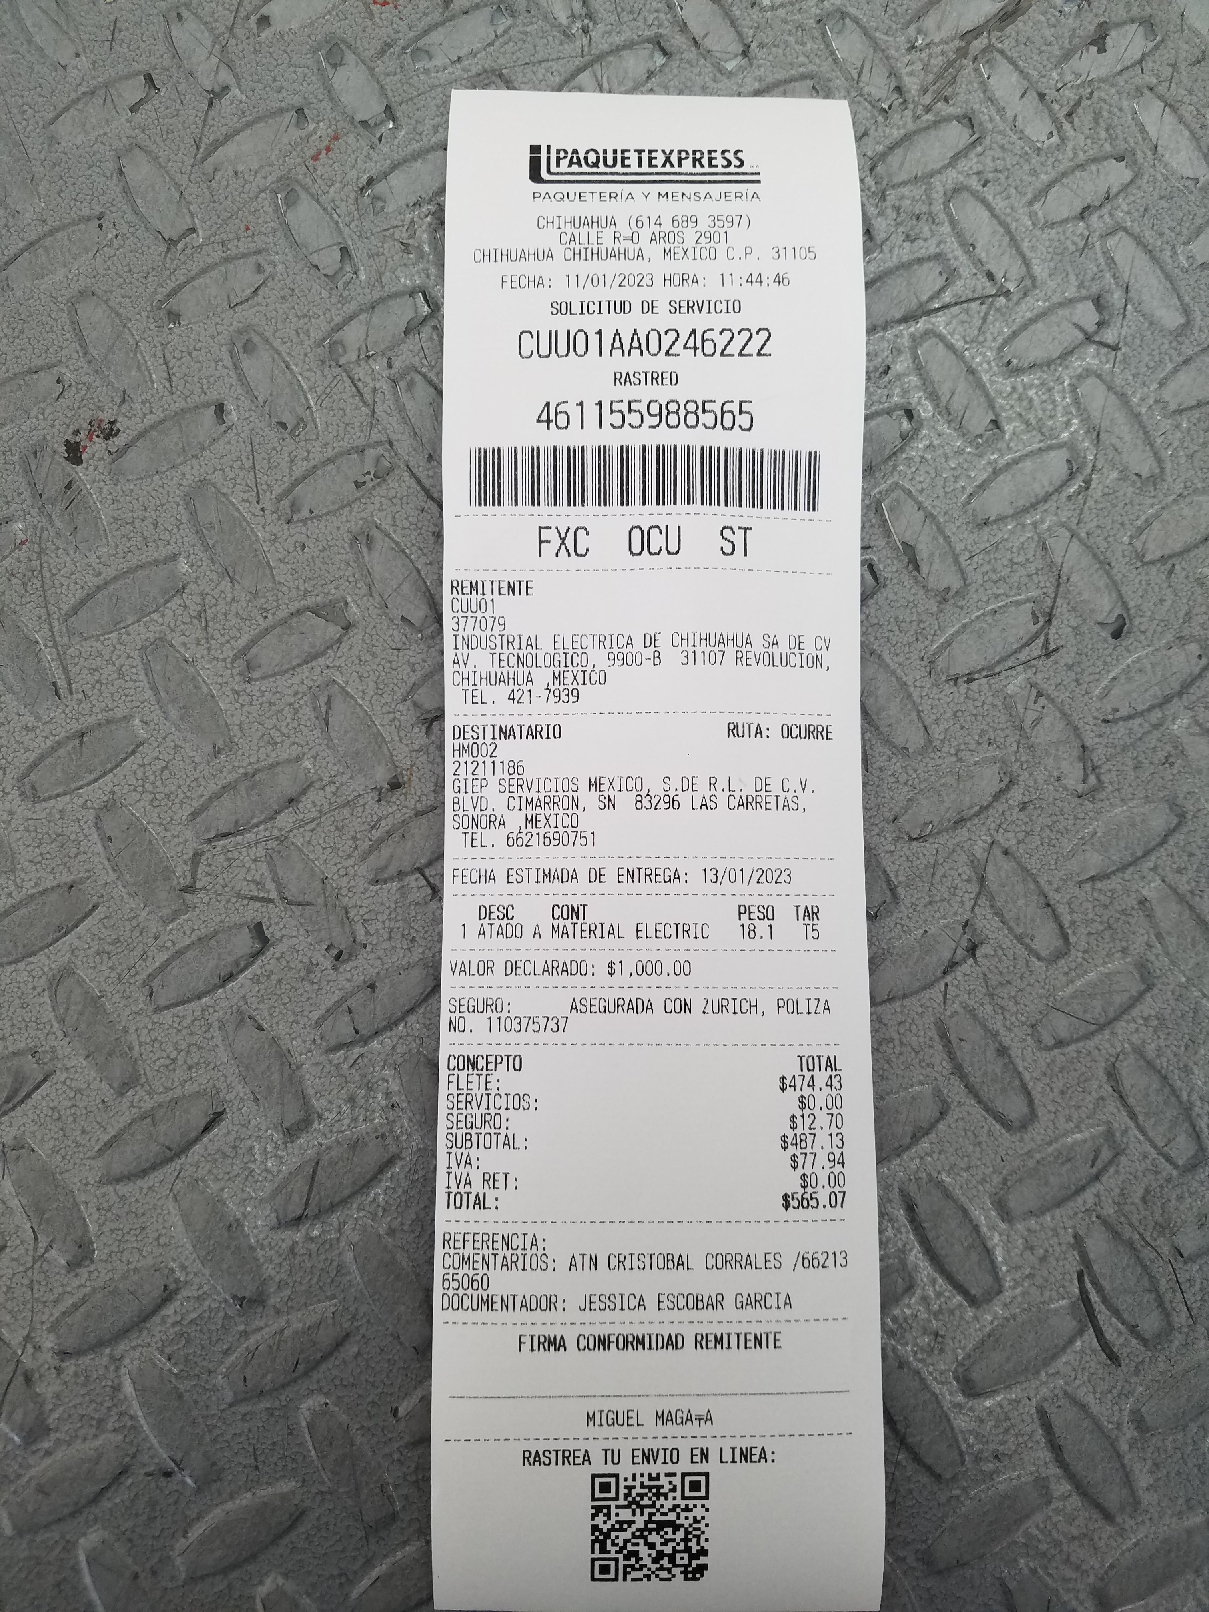 PAQUETEXPRESS
PAQUETERÍA Y MENSAJERÍA
CHIHUAHUA (614 689 3597)
CALLE R=O AROS 2901
CHIHUAHUA CHIHUAHUA, MEXICO C.P. 31105
FECHA: 11/01/2023 HORA: 11:44:46
SOLICITUD DE SERVICIO
CUU01AA0246222
RASTREO
461155988565
FXC OCU ST
REMITENTE
CUU01
377079
INDUSTRIAL ELECTRICA DE CHIHUAHUA SA DE CV
AV. TECNOLOGICO, 9900-B 31107 REVOLUCION,
CHIHUAHUA ,MEXICO
TEL. 421-7939
DESTINATARIO RUTA: OCURRE
HMO02
21211186
GIEP SERVICIOS MEXICO, S.DE R.L. DE C.V.
BLVD. CIMARRON, SN 83296 LAS CARRETAS,
SONORA ,MEXICO
TEL. 6621690751
FECHA ESTIMADA DE ENTREGA: 13/01/2023
DESC CONT PESO TAR
1 ATADO A MATERIAL ELECTRIC 18.1 T5
VALOR DECLARADO: $1,000.00
SEGURO: ASEGURADA CON ZURICH, POLIZA
NO. 110375737
CONCEPTO TOTAL
FLETE: $474.43
SERVICIOS: $0.00
SEGURO: $12.70
SUBTOTAL: $487.13
IVA: $77.94
IVA RET: $0.00
TOTAL: $565.07
REFERENCIA:
COMENTARIOS: ATN CRISTOBAL CORRALES /66213
65060
DOCUMENTADOR: JESSICA ESCOBAR GARCIA
FIRMA CONFORMIDAD REMITENTE
MIGUEL MAGA╤A
RASTREA TU ENVIO EN LINEA: